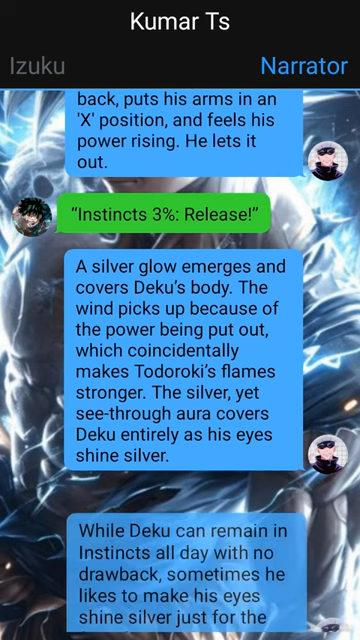 Kumar Ts
Izuku
Narrator
back, puts his arms in an
'X' position, and feels his
power rising. He lets it
out.
“Instincts 3%: Release!”
A silver glow emerges and
covers Deku’s body. The
wind picks up because of
the power being put out,
which coincidentally
makes Todoroki’s flames
stronger. The silver, yet
see-through aura covers
Deku entirely as his eyes
shine silver.
While Deku can remain in
Instincts all day with no
drawback, sometimes he
likes to make his eyes
shine silver just for the